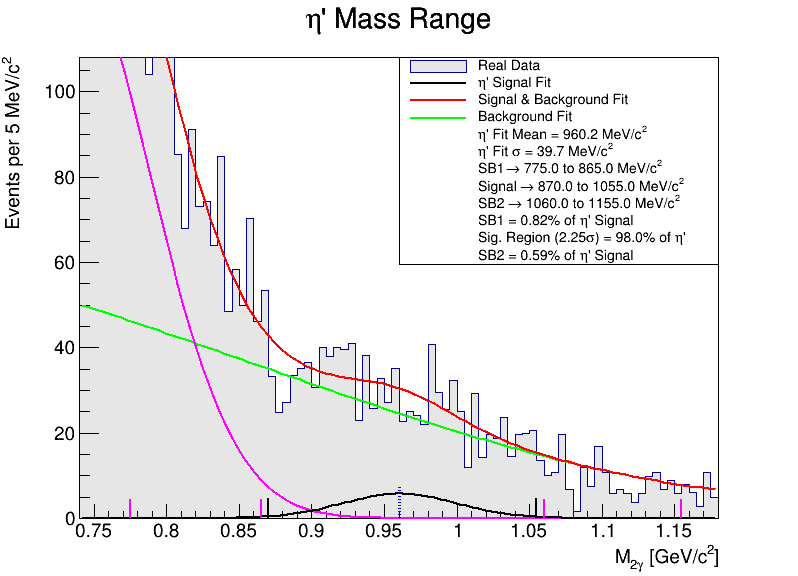 η' Mass Range
Events per 5 MeV/c²
100
80
60
40
20
0
0.75
0.8
0.85
0.9
0.95
1
1.05
1.1
1.15
M₂γ [GeV/c²]
Real Data
η' Signal Fit
Signal & Background Fit
Background Fit
η' Fit Mean = 960.2 MeV/c²
η' Fit σ = 39.7 MeV/c²
SB1 → 775.0 to 865.0 MeV/c²
Signal → 870.0 to 1055.0 MeV/c²
SB2 → 1060.0 to 1155.0 MeV/c²
SB1 = 0.82% of η' Signal
Sig. Region (2.25σ) = 98.0% of η'
SB2 = 0.59% of η' Signal